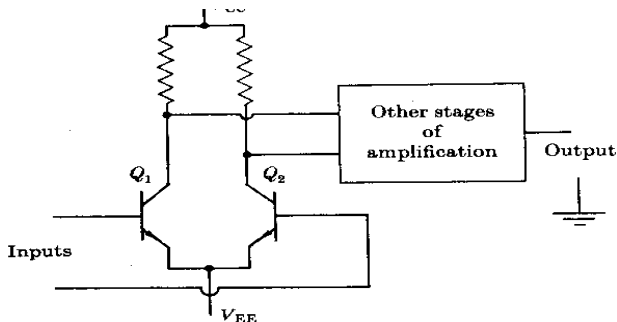 Other stages
of
amplification
Output
Q1
Q2
Inputs
VEE